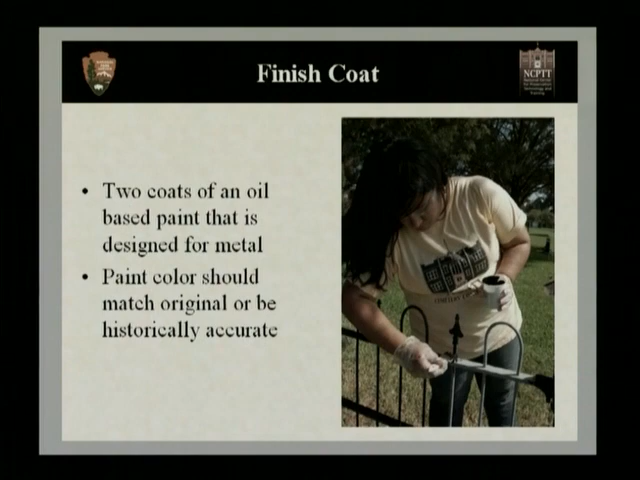 Finish Coat
NCPTT
• Two coats of an oil
based paint that is
designed for metal
• Paint color should
match original or be
historically accurate